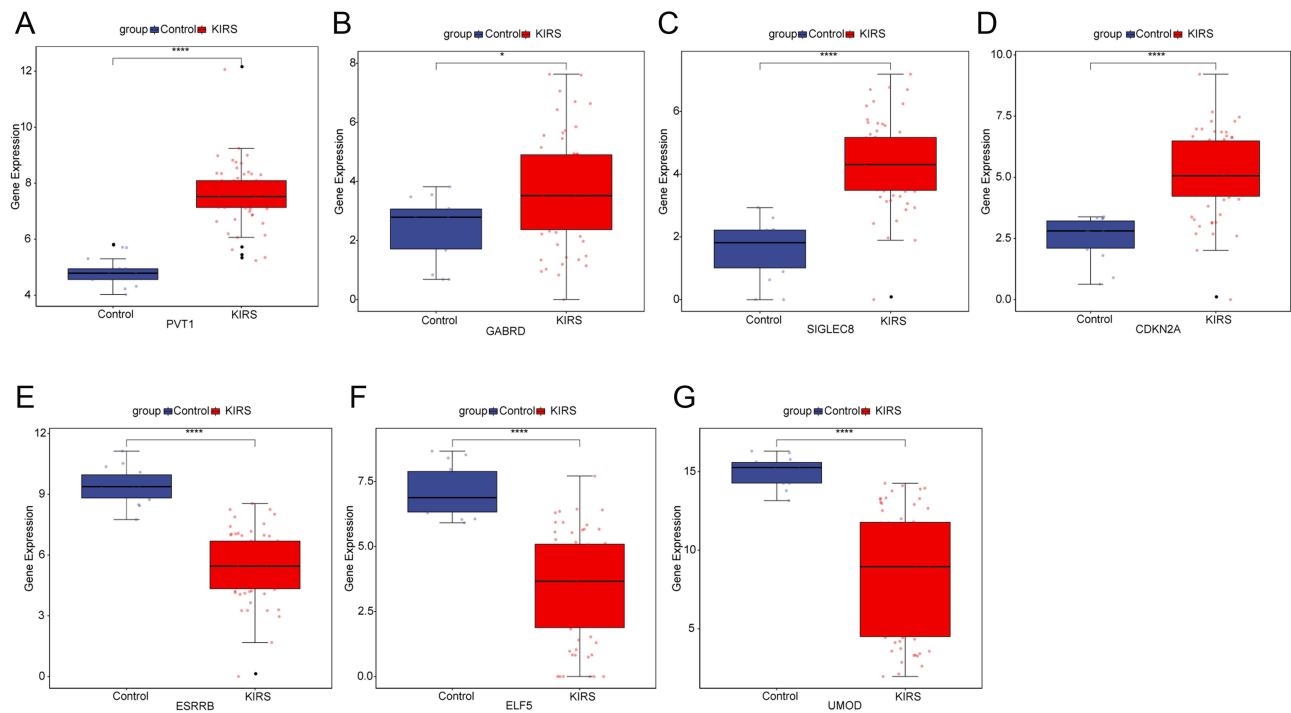 A
group Control KIRS
****
Gene Expression
12
10
8
6
4
Control KIRS
PVT1
B
group Control KIRS
*
Gene Expression
8
6
4
2
0
Control KIRS
GABRD
C
group Control KIRS
****
Gene Expression
6
4
2
0
Control KIRS
SIGLEC8
D
group Control KIRS
****
Gene Expression
10.0
7.5
5.0
2.5
0.0
Control KIRS
CDKN2A
E
group Control KIRS
****
Gene Expression
12
9
6
3
0
Control KIRS
ESRRB
F
group Control KIRS
****
Gene Expression
7.5
5.0
2.5
0.0
Control KIRS
ELF5
G
group Control KIRS
****
Gene Expression
15
10
5
Control KIRS
UMOD